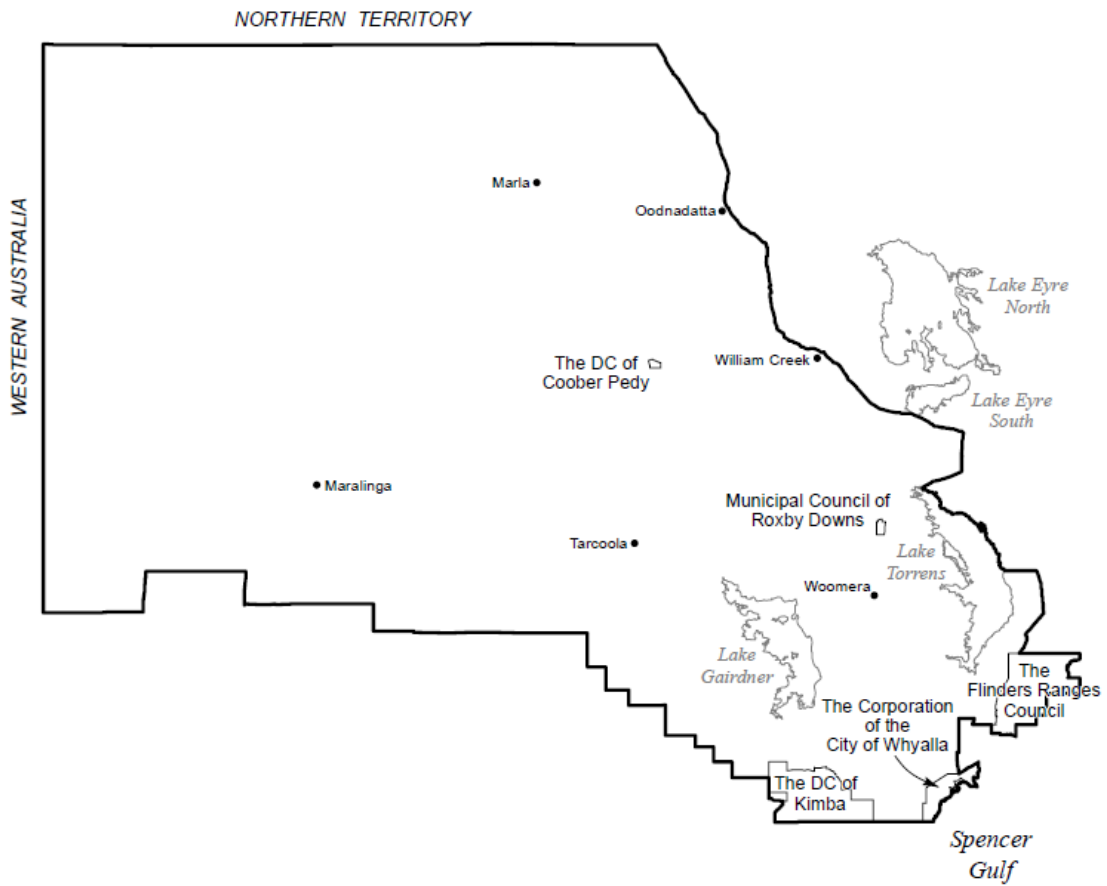 NORTHERN TERRITORY
WESTERN AUSTRALIA
Marla
Oodnadatta
Lake Eyre
North
The DC of
Coober Pedy
William Creek
Lake Eyre
South
Maralinga
Municipal Council of
Roxby Downs
Tarcoola
Lake
Torrens
Woomera
Lake
Gairdner
The
Flinders Ranges
Council
The Corporation
of the
City of Whyalla
The DC of
Kimba
Spencer
Gulf